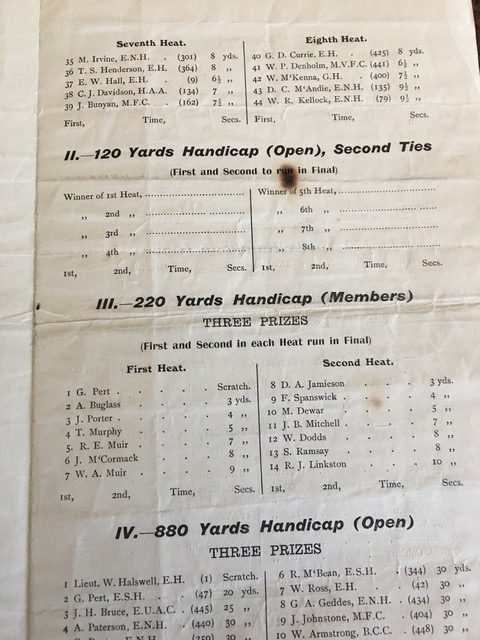 Seventh Heat.
35 M. Irvine, E.N.H. . (301) 8 yds.
36 T. S. Henderson, E.H. (364) 8 „
37 E. W. Hall, E.H. . (9) 6½ „
38 C. J. Davidson, H.A.A. (134) 7 „
39 J. Bunyan, M.F.C. . (162) 7½ „
First, Time, Secs.
Eighth Heat.
40 G. D. Currie, E.H. (425) 8 yds.
41 W. P. Denholm, M.V.F.C. (441) 6½ „
42 W. M'Kenna, G.H. . (400) 7½ „
43 D. C. M'Andie, E.N.H. (135) 9½ „
44 W. R. Kellock, E.N.H. (79) 9½ „
First, Time, Secs.
II.—120 Yards Handicap (Open), Second Ties
(First and Second to run in Final)
Winner of 1st Heat,
„ 2nd „
„ 3rd „
„ 4th „
1st, 2nd, Time, Secs.
Winner of 5th Heat,
„ 6th „
„ 7th „
„ 8th „
1st, 2nd, Time, Secs.
III.—220 Yards Handicap (Members)
THREE PRIZES
(First and Second in each Heat run in Final)
First Heat.
1 G. Pert . . . . . Scratch.
2 A. Buglass . . . . 3 yds.
3 J. Porter . . . . 4 „
4 T. Murphy . . . . 5 „
5. R. E. Muir . . . . 7 „
6 J. M'Cormack . . . 8 „
7 W. A. Muir . . . . 9 „
1st, 2nd, Time, Secs.
Second Heat.
8 D. A. Jamieson . . . 3 yds.
9 F. Spanswick . . . 4 „
10 M. Dewar . . . . 5 „
11 J. B. Mitchell . . . 7 „
12 W. Dodds . . . . 8 „
13 S. Ramsay . . . . 8 „
14 R. J. Linkston . . . 10 „
1st, 2nd, Time, Secs.
IV.—880 Yards Handicap (Open)
THREE PRIZES
1 Lieut. W. Halswell, E.H. (1) Scratch.
2 G. Pert, E.S.H. . (47) 20 yds.
3 J. H. Bruce, E.U.A.C. . (445) 25 „
4 A. Paterson, E.N.H. . (440) 30 „
(250) 30
6 R. M'Bean, E.S.H. . (344) 30 yds.
7 W. Ross, E.H. . (42) 30 „
8 G. A. Geddes, E.N.H. . (434) 30 „
9 J. Johnstone, M.F.C. . (404) 30 „
10 W. Armstrong, B.C.C. . (448) 30 „